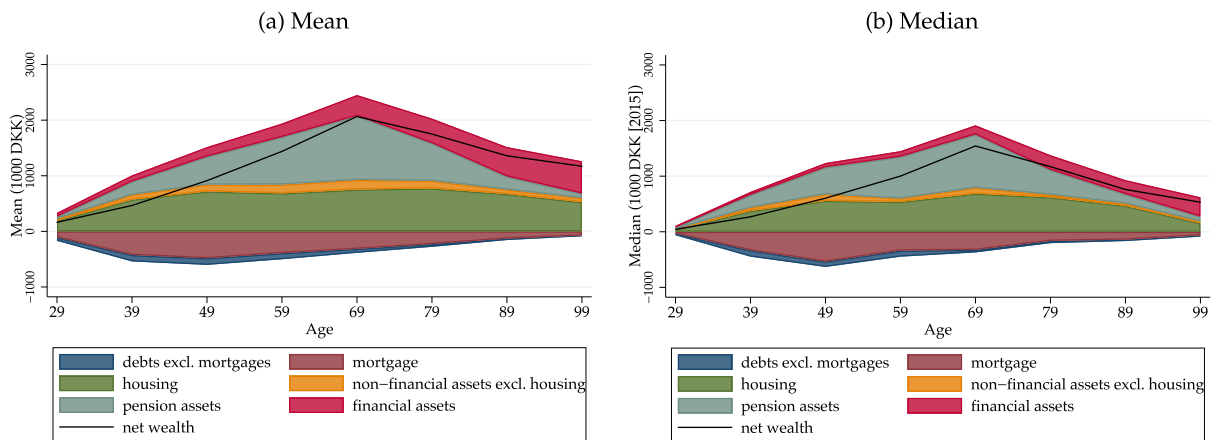 (a) Mean
Mean (1000 DKK)
3000
2000
1000
0
−1000
29 39 49 59 69 79 89 99
Age
debts excl. mortgages mortgage
housing non−financial assets excl. housing
pension assets financial assets
net wealth
(b) Median
Median (1000 DKK [2015])
3000
2000
1000
0
−1000
29 39 49 59 69 79 89 99
Age
debts excl. mortgages mortgage
housing non−financial assets excl. housing
pension assets financial assets
net wealth